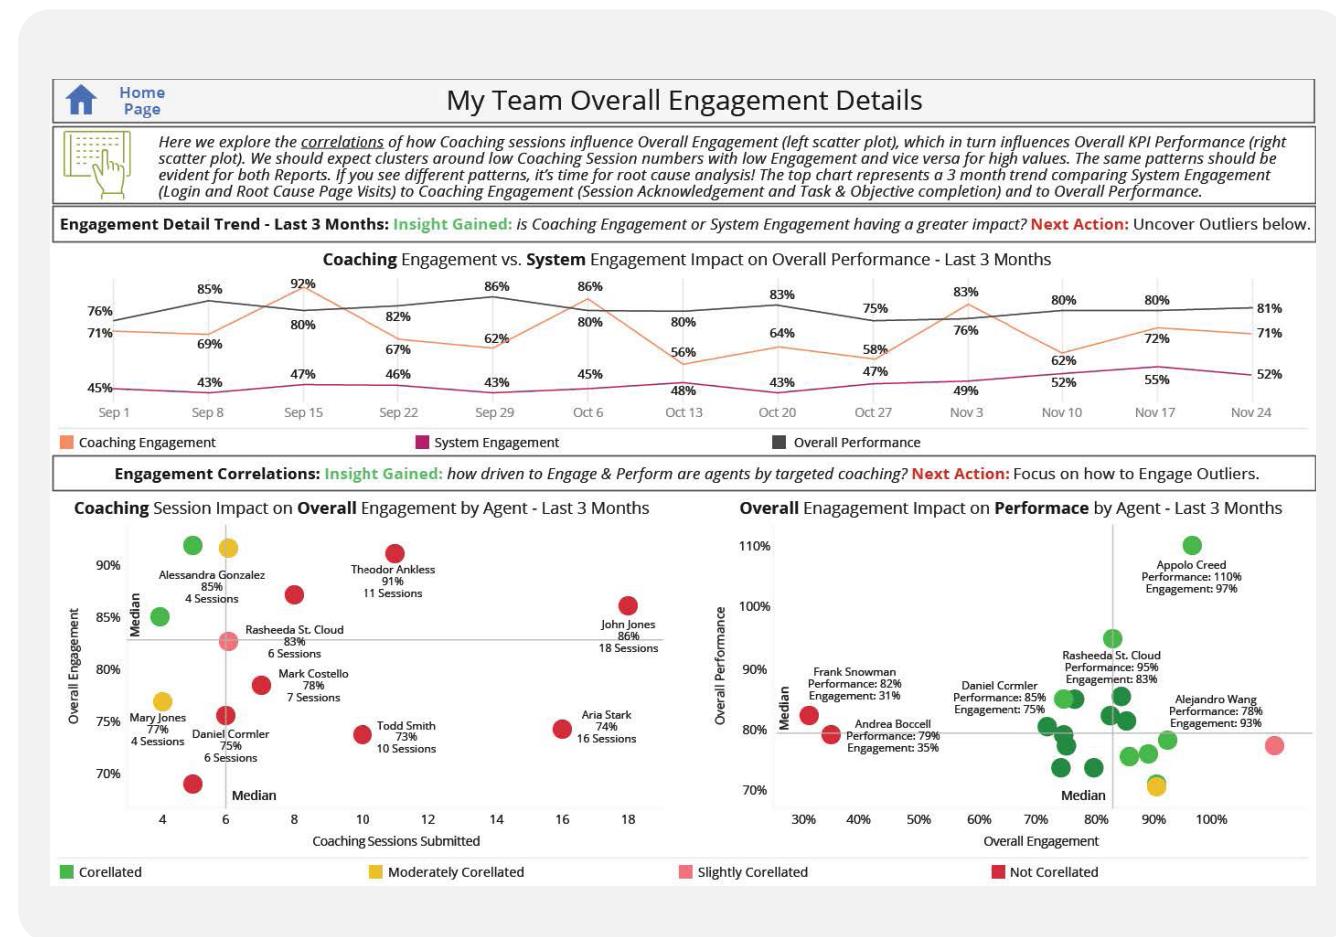 Home
Page
My Team Overall Engagement Details
Here we explore the correlations of how Coaching sessions influence Overall Engagement (left scatter plot), which in turn influences Overall KPI Performance (right
scatter plot). We should expect clusters around low Coaching Session numbers with low Engagement and vice versa for high values. The same patterns should be
evident for both Reports. If you see different patterns, it's time for root cause analysis! The top chart represents a 3 month trend comparing System Engagement
(Login and Root Cause Page Visits) to Coaching Engagement (Session Acknowledgement and Task & Objective completion) and to Overall Performance.
Engagement Detail Trend - Last 3 Months: Insight Gained: is Coaching Engagement or System Engagement having a greater impact? Next Action: Uncover Outliers below.
Coaching Engagement vs. System Engagement Impact on Overall Performance - Last 3 Months
76% 85% 80% 82% 86% 80% 80% 83% 75% 76% 80% 80% 81%
71% 69% 92% 67% 62% 86% 56% 64% 58% 83% 62% 72% 71%
45% 43% 47% 46% 43% 45% 48% 43% 47% 49% 52% 55% 52%
Sep 1 Sep 8 Sep 15 Sep 22 Sep 29 Oct 6 Oct 13 Oct 20 Oct 27 Nov 3 Nov 10 Nov 17 Nov 24
Coaching Engagement System Engagement Overall Performance
Engagement Correlations: Insight Gained: how driven to Engage & Perform are agents by targeted coaching? Next Action: Focus on how to Engage Outliers.
Coaching Session Impact on Overall Engagement by Agent - Last 3 Months
Overall Engagement
90%
85%
80%
75%
70%
Median
Alessandra Gonzalez
85%
4 Sessions
Theodor Ankless
91%
11 Sessions
Rasheeda St. Cloud
83%
6 Sessions
John Jones
86%
18 Sessions
Mark Costello
78%
7 Sessions
Mary Jones
77%
4 Sessions
Daniel Cormler
75%
6 Sessions
Todd Smith
73%
10 Sessions
Aria Stark
74%
16 Sessions
Median
4 6 8 10 12 14 16 18
Coaching Sessions Submitted
Overall Enagagement Impact on Performace by Agent - Last 3 Months
Overall Performance
110%
100%
90%
80%
70%
Median
Appolo Creed
Performance: 110%
Engagement: 97%
Rasheeda St. Cloud
Performance: 95%
Engagement: 83%
Frank Snowman
Performance: 82%
Engagement: 31%
Daniel Cormler
Performance: 85%
Engagement: 75%
Alejandro Wang
Performance: 78%
Engagement: 93%
Andrea Boccell
Performance: 79%
Engagement: 35%
Median
30% 40% 50% 60% 70% 80% 90% 100%
Overall Engagement
Corellated Moderately Corellated Slightly Corellated Not Corellated